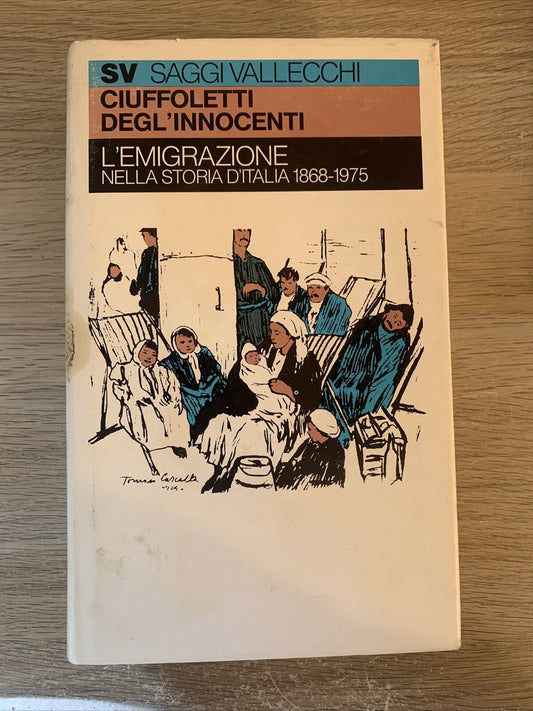 SV SAGGI VALLECCHI
CIUFFOLETTI
DEGL'INNOCENTI
L'EMIGRAZIONE
NELLA STORIA D'ITALIA 1868-1975